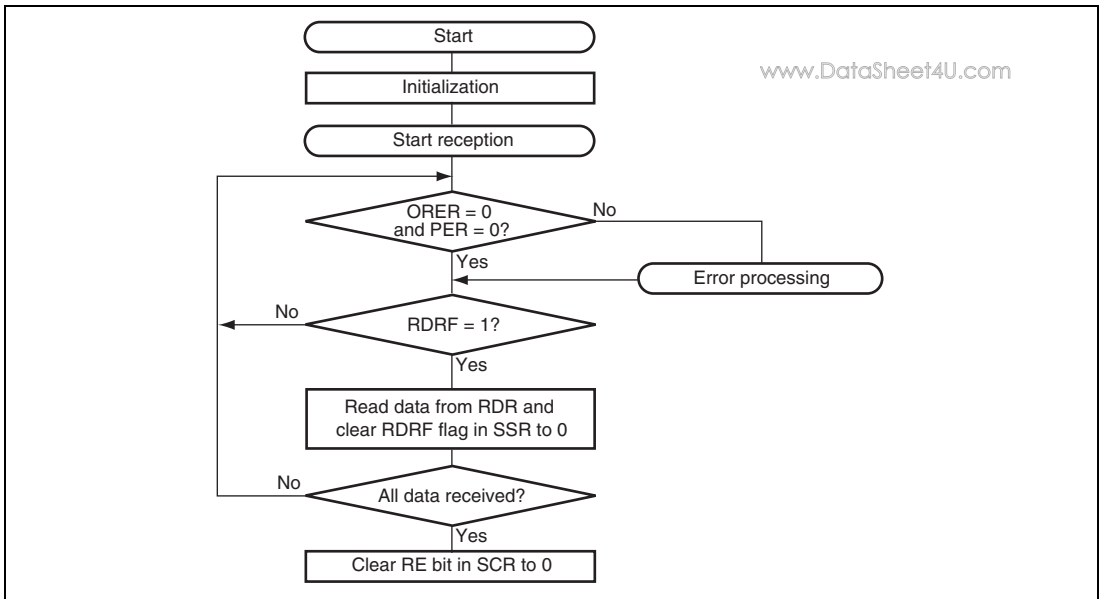 Start
www.DataSheet4U.com
Initialization
Start reception
ORER = 0
and PER = 0?
No
Yes
Error processing
No
RDRF = 1?
Yes
Read data from RDR and
clear RDRF flag in SSR to 0
No
All data received?
Yes
Clear RE bit in SCR to 0